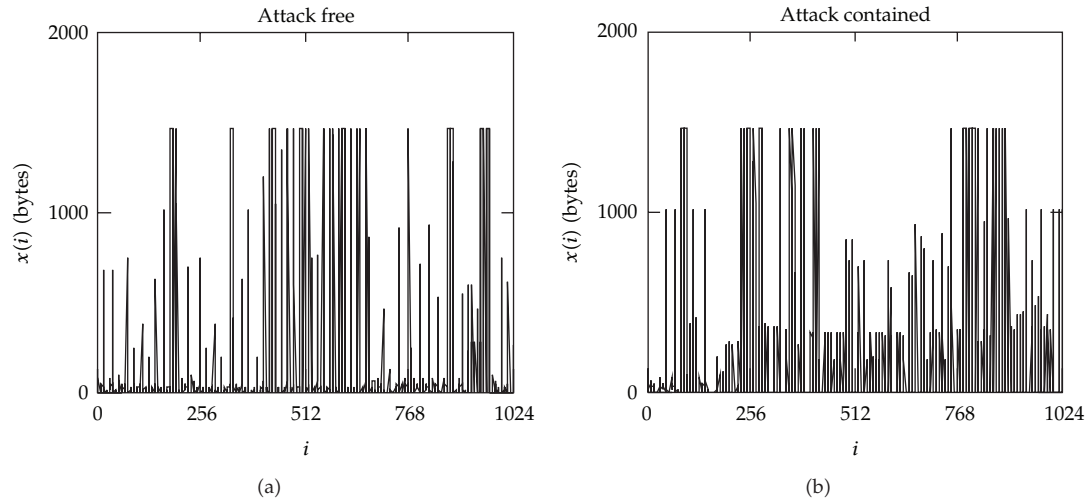 Attack free
2000
1000
0
x(i) (bytes)
0 256 512 768 1024
i
(a)
Attack contained
2000
1000
0
x(i) (bytes)
0 256 512 768 1024
i
(b)